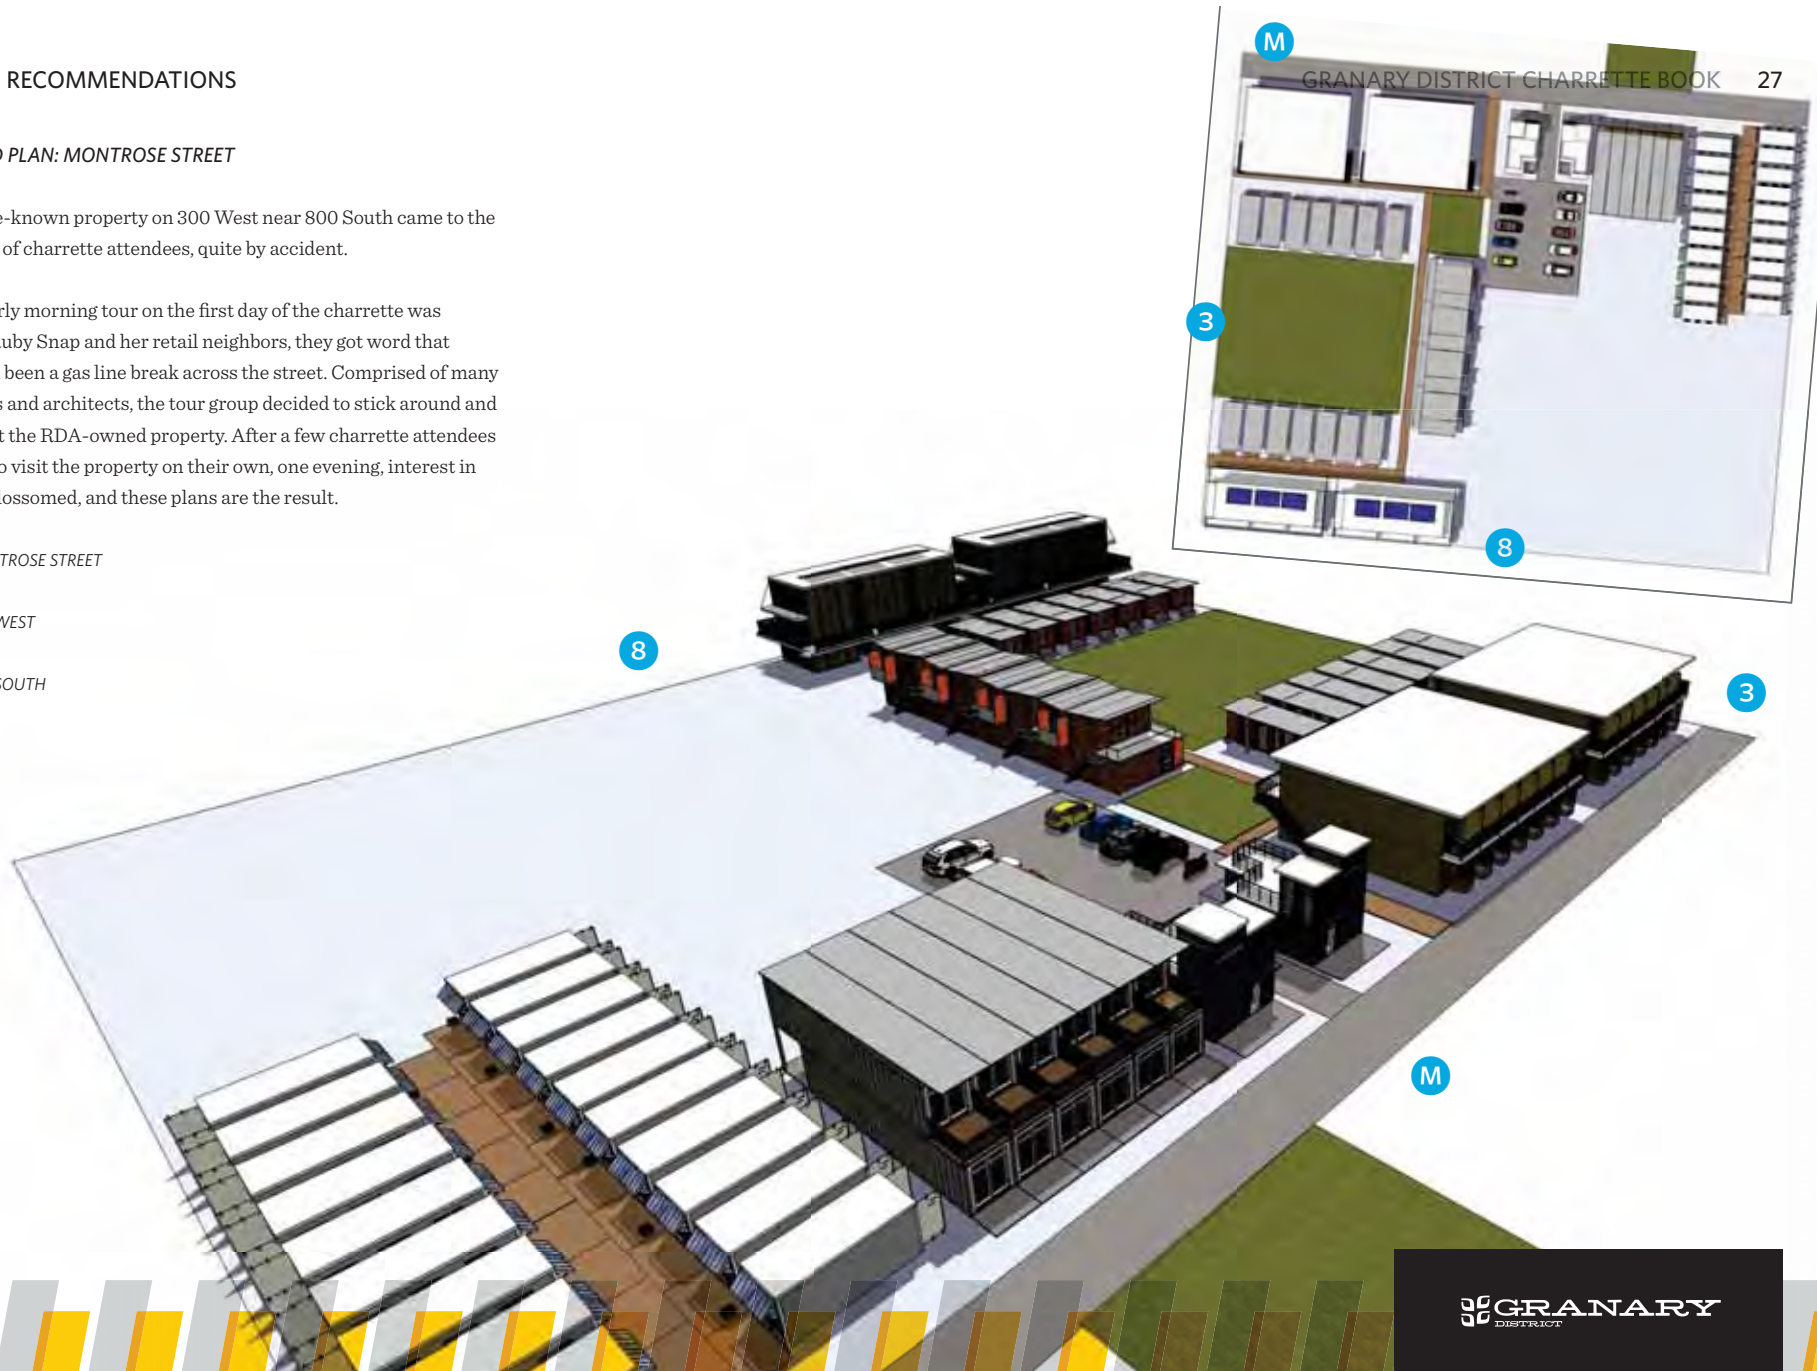 RECOMMENDATIONS
GRANARY DISTRICT CHARRETTE BOOK 27
PLAN: MONTROSE STREET
e-known property on 300 West near 800 South came to the
of charrette attendees, quite by accident.
rly morning tour on the first day of the charrette was
uby Snap and her retail neighbors, they got word that
been a gas line break across the street. Comprised of many
s and architects, the tour group decided to stick around and
t the RDA-owned property. After a few charrette attendees
o visit the property on their own, one evening, interest in
lossomed, and these plans are the result.
TROSE STREET
WEST
SOUTH
M
3
8
8
3
M
GRANARY
DISTRICT